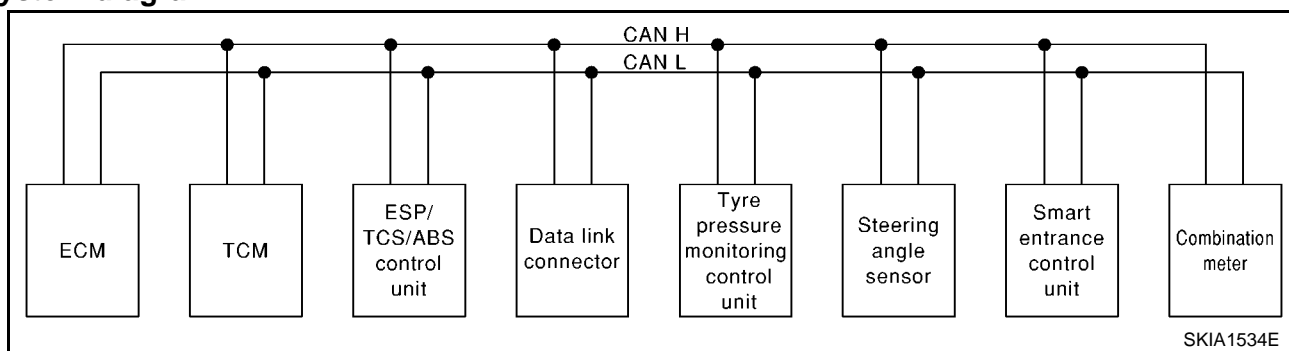 CAN H
CAN L
ECM
TCM
ESP/
TCS/ABS
control
unit
Data link
connector
Tyre
pressure
monitoring
control
unit
Steering
angle
sensor
Smart
entrance
control
unit
Combination
meter
SKIA1534E